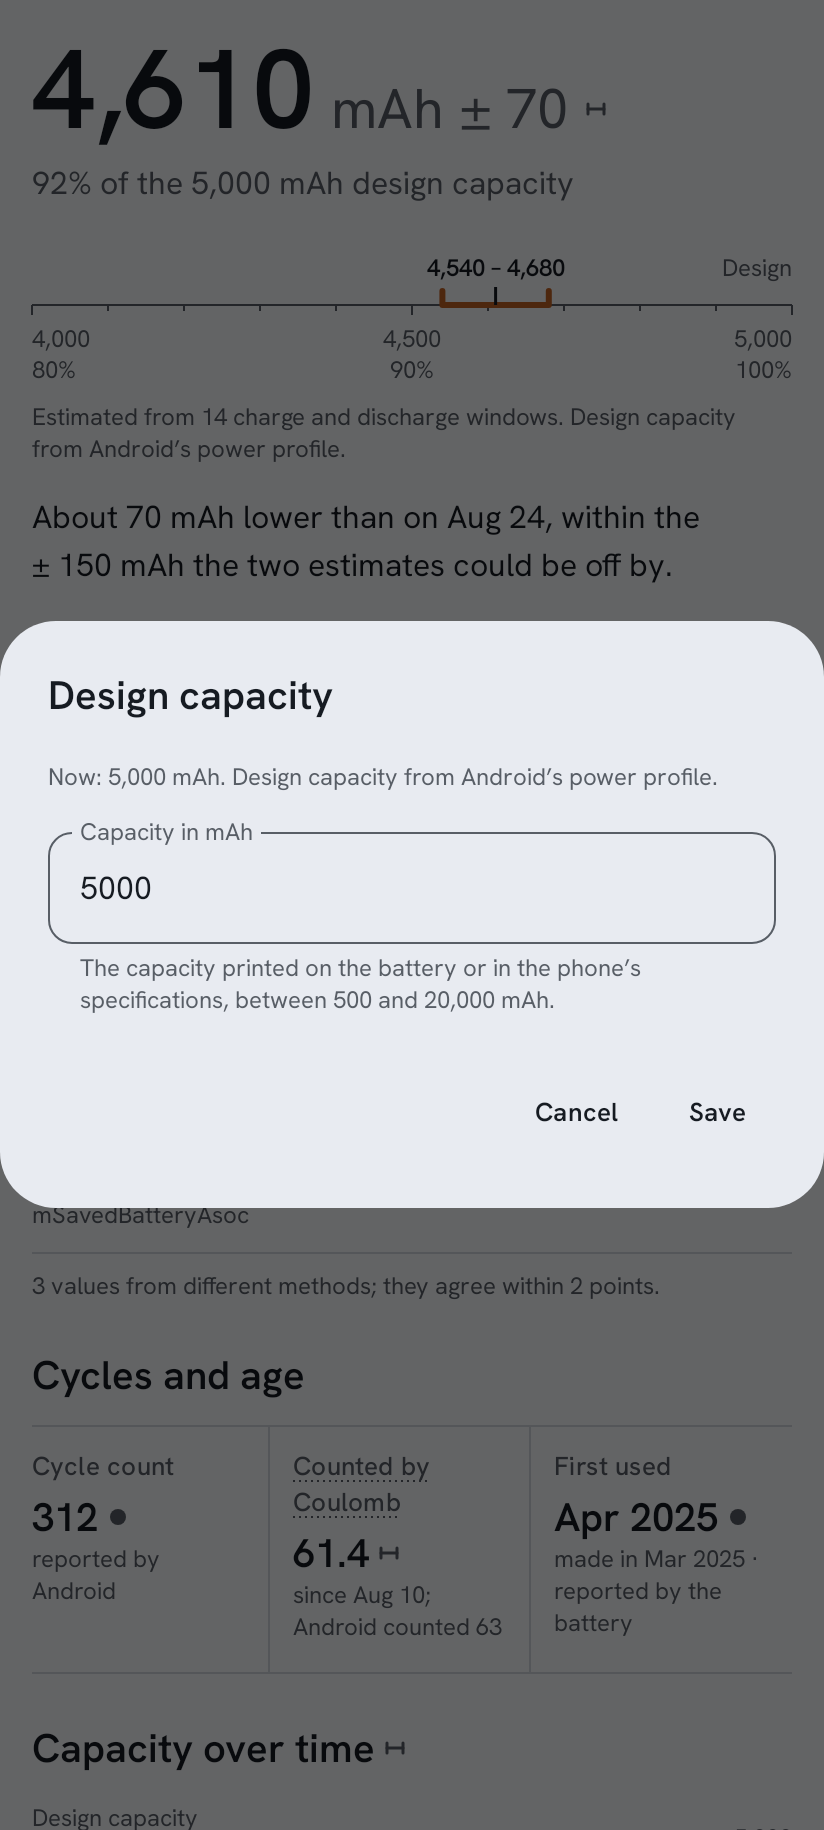 4,610 mAh ± 70
92% of the 5,000 mAh design capacity
4,540 – 4,680
Design
4,000
4,500
5,000
80%
90%
100%
Estimated from 14 charge and discharge windows. Design capacity
from Android’s power profile.
About 70 mAh lower than on Aug 24, within the
± 150 mAh the two estimates could be off by.
Design capacity
Now: 5,000 mAh. Design capacity from Android’s power profile.
Capacity in mAh
5000
The capacity printed on the battery or in the phone’s
specifications, between 500 and 20,000 mAh.
Cancel
Save
mSavedBatteryAsoc
3 values from different methods; they agree within 2 points.
Cycles and age
Cycle count
312
reported by
Android
Counted by
Coulomb
61.4
since Aug 10;
Android counted 63
First used
Apr 2025
made in Mar 2025 ·
reported by the
battery
Capacity over time
Design capacity